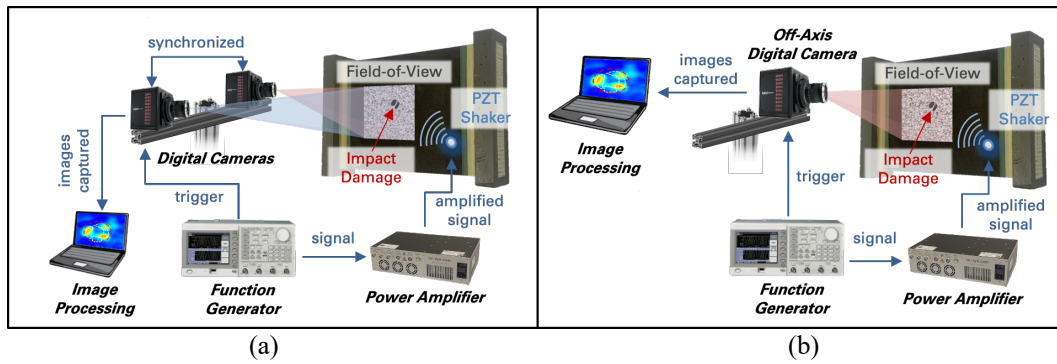 synchronized
Field-of-View
PZT
Shaker
Impact
Damage
Digital Cameras
images
captured
trigger
amplified
signal
signal
Image
Processing
Function
Generator
Power Amplifier
(a)
Off-Axis
Digital Camera
images
captured
Field-of-View
PZT
Shaker
Impact
Damage
Image
Processing
trigger
amplified
signal
signal
Function
Generator
Power Amplifier
(b)